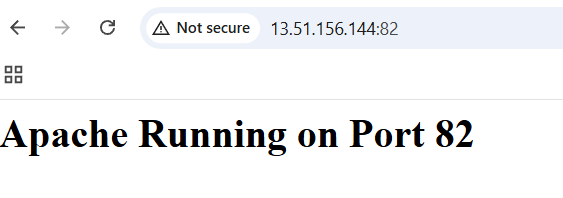 Not secure 13.51.156.144:82
Apache Running on Port 82